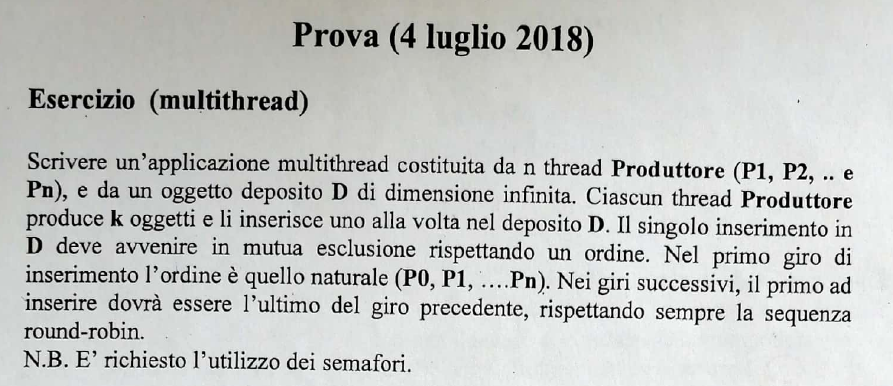 Prova (4 luglio 2018)
Esercizio (multithread)
Scrivere un'applicazione multithread costituita da n thread Produttore (P1, P2, .. e
Pn), e da un oggetto deposito D di dimensione infinita. Ciascun thread Produttore
produce k oggetti e li inserisce uno alla volta nel deposito D. Il singolo inserimento in
D deve avvenire in mutua esclusione rispettando un ordine. Nel primo giro di
inserimento l'ordine è quello naturale (P0, P1, ....Pn). Nei giri successivi, il primo ad
inserire dovrà essere l'ultimo del giro precedente, rispettando sempre la sequenza
round-robin.
N.B. E' richiesto l'utilizzo dei semafori.